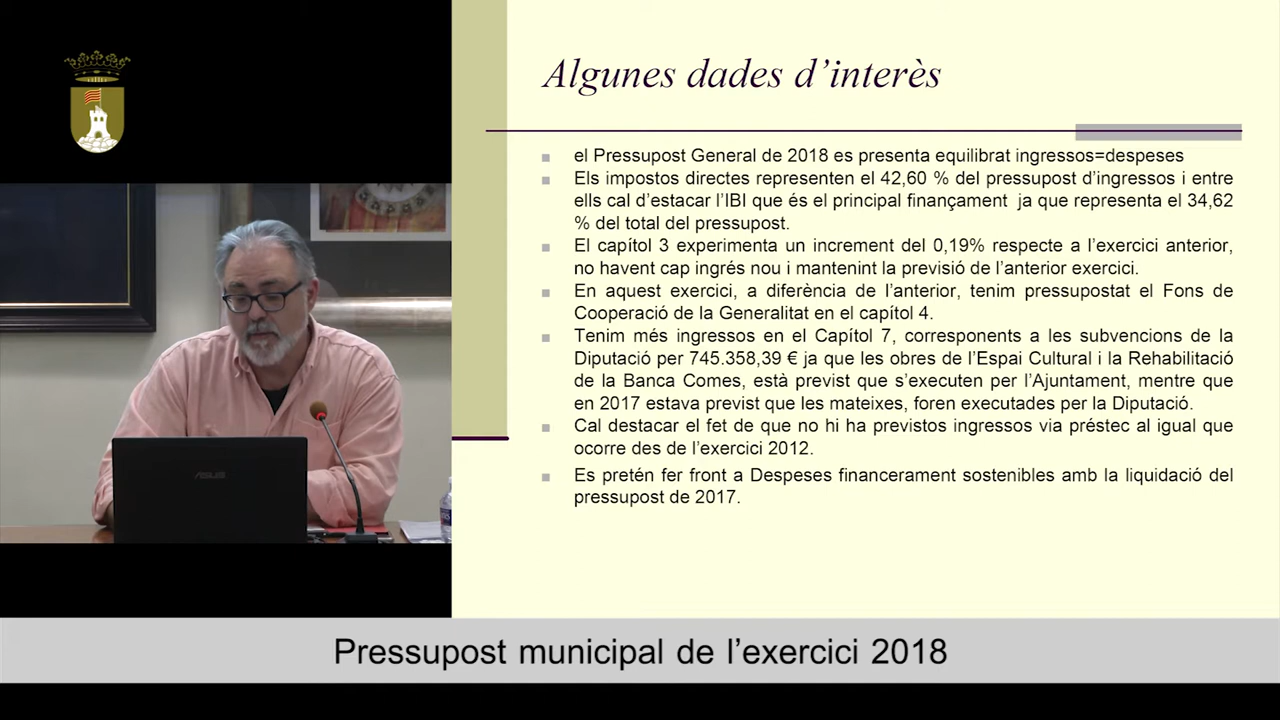 Algunes dades d’interès
el Pressupost General de 2018 es presenta equilibrat ingressos=despeses
Els impostos directes representen el 42,60 % del pressupost d’ingressos i entre
ells cal d’estacar l’IBI que és el principal finançament ja que representa el 34,62
% del total del pressupost.
El capítol 3 experimenta un increment del 0,19% respecte a l’exercici anterior,
no havent cap ingrés nou i mantenint la previsió de l’anterior exercici.
En aquest exercici, a diferència de l’anterior, tenim pressupostat el Fons de
Cooperació de la Generalitat en el capítol 4.
Tenim més ingressos en el Capítol 7, corresponents a les subvencions de la
Diputació per 745.358,39 € ja que les obres de l’Espai Cultural i la Rehabilitació
de la Banca Comes, està previst que s’executen per l’Ajuntament, mentre que
en 2017 estava previst que les mateixes, foren executades per la Diputació.
Cal destacar el fet de que no hi ha previstos ingressos via préstec al igual que
ocorre des de l’exercici 2012.
Es pretén fer front a Despeses financerament sostenibles amb la liquidació del
pressupost de 2017.
ASUS
Pressupost municipal de l’exercici 2018